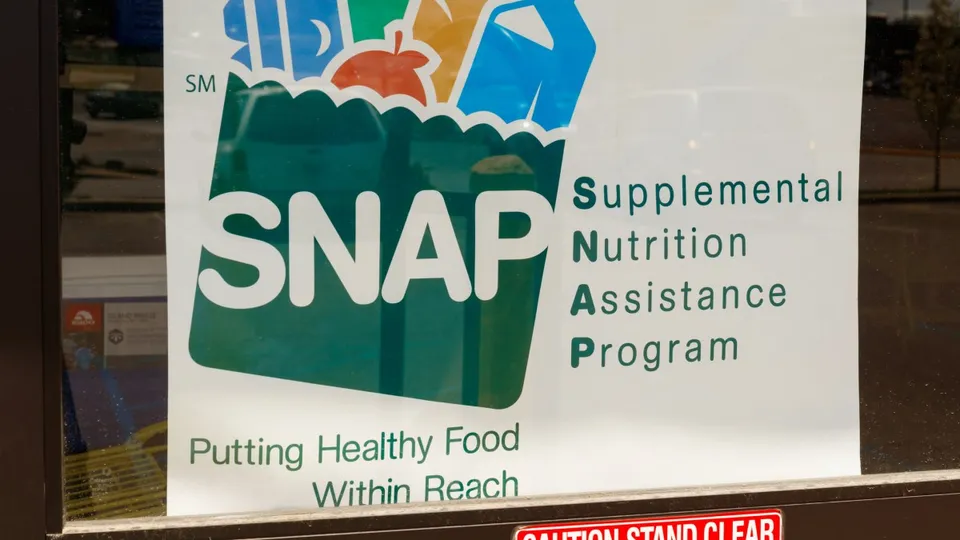 SM
SNAP
Supplemental
Nutrition
Assistance
Program
Putting Healthy Food
Within Reach
CAUTION STAND CLEAR